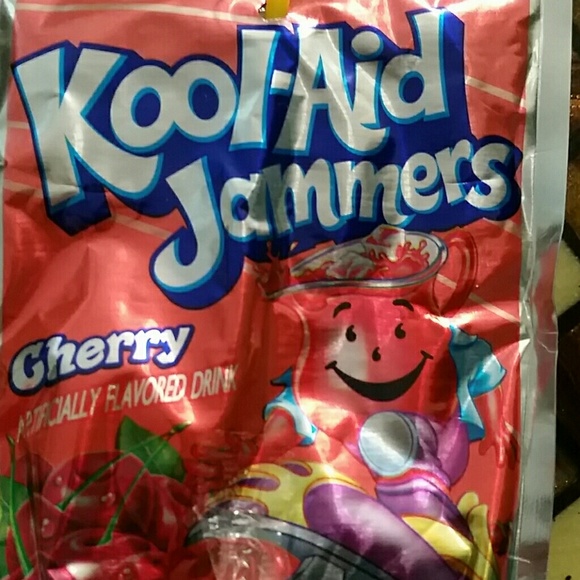 Kool-Aid
Jammers
Cherry
ARTIFICIALLY FLAVORED DRINK